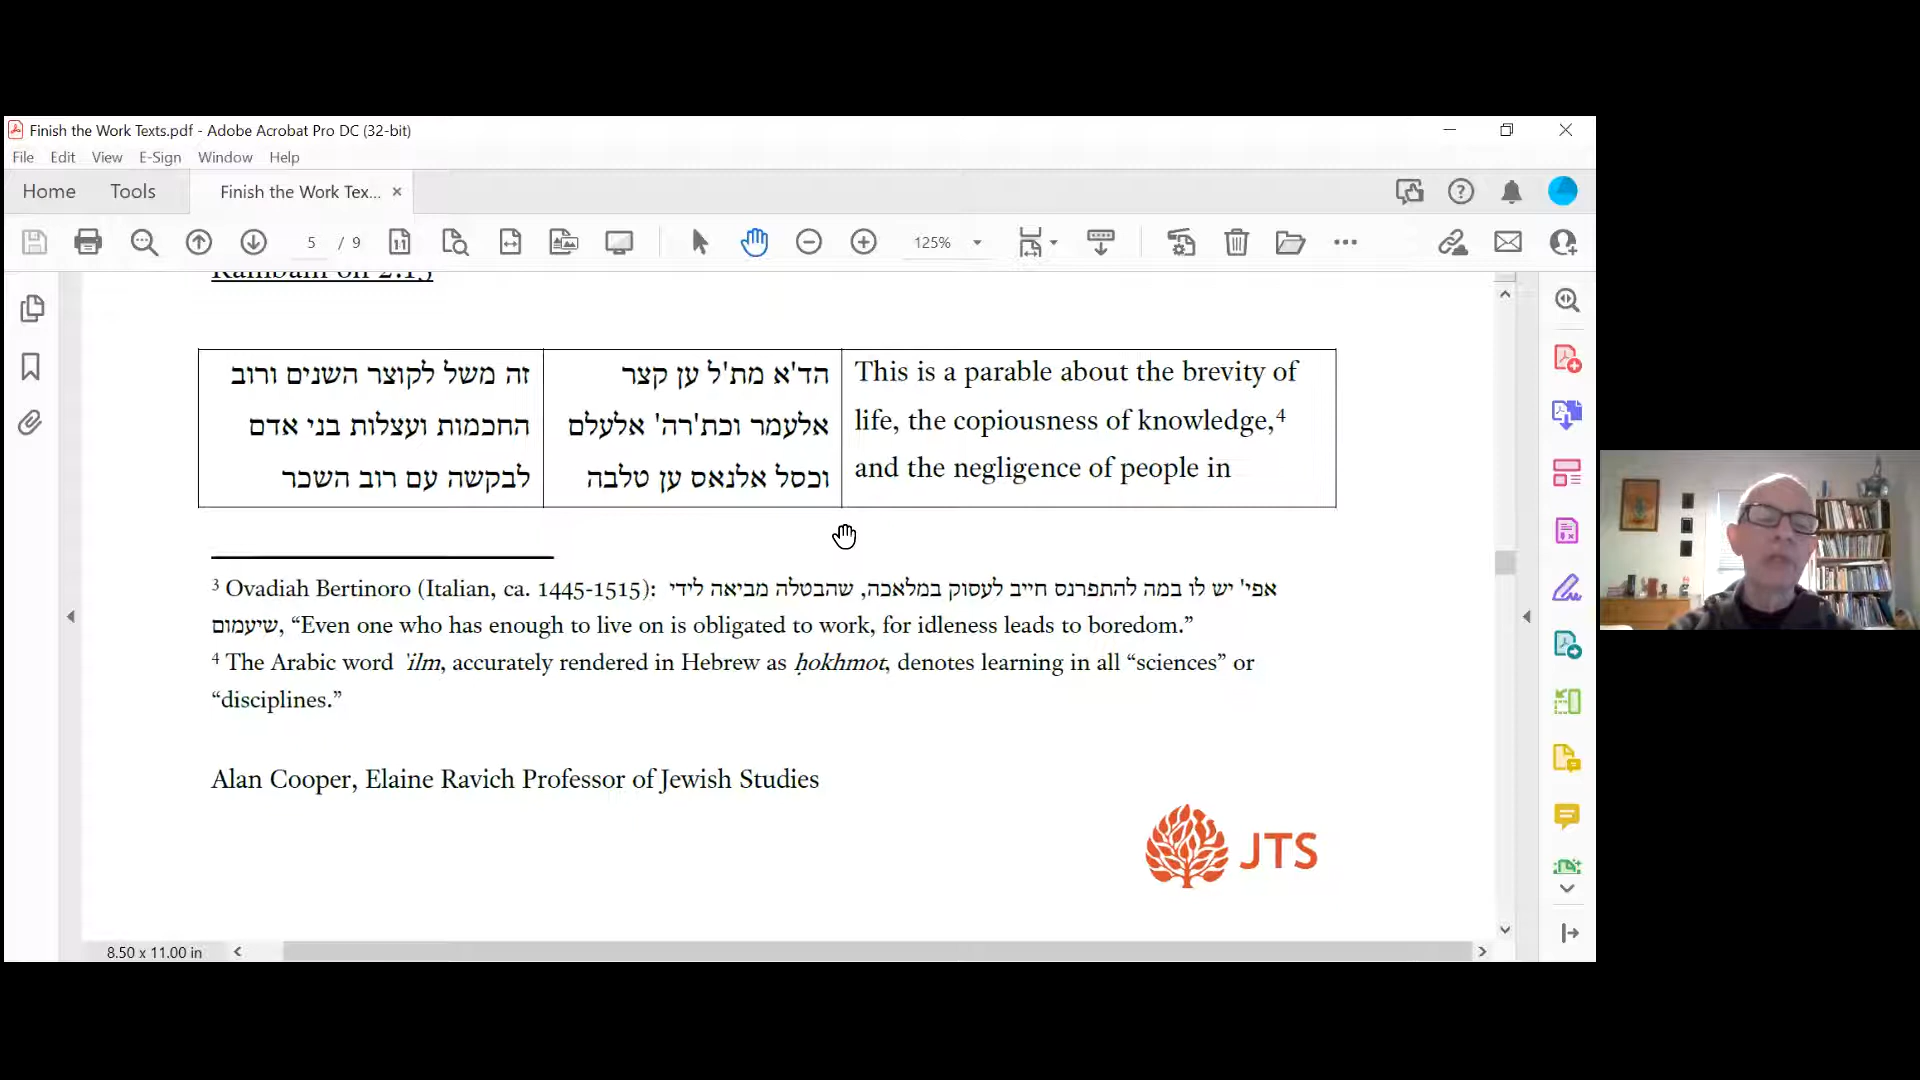 Finish the Work Texts.pdf - Adobe Acrobat Pro DC (32-bit)
File Edit View E-Sign Window Help
Home Tools Finish the Work Tex... ×
5 / 9 125%
Rambam on 2:15
זה משל לקוצר השנים ורוב
החכמות ועצלות בני אדם
לבקשה עם רוב השכר
הד'א מת'ל ען קצר
אלעמר וכת'רה' אלעלם
וכסל אלנאס ען טלבה
This is a parable about the brevity of
life, the copiousness of knowledge,⁴
and the negligence of people in
³ Ovadiah Bertinoro (Italian, ca. 1445-1515): אפי' יש לו במה להתפרנס חייב לעסוק במלאכה, שהבטלה מביאה לידי
שיעמום, “Even one who has enough to live on is obligated to work, for idleness leads to boredom.”
⁴ The Arabic word ʿilm, accurately rendered in Hebrew as ḥokhmot, denotes learning in all “sciences” or
“disciplines.”
Alan Cooper, Elaine Ravich Professor of Jewish Studies
JTS
8.50 x 11.00 in